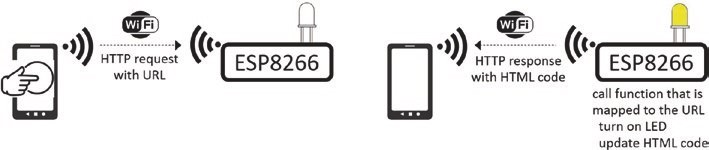 WiFi
HTTP request
with URL
ESP8266
WiFi
HTTP response
with HTML code
ESP8266
call function that is
mapped to the URL
turn on LED
update HTML code